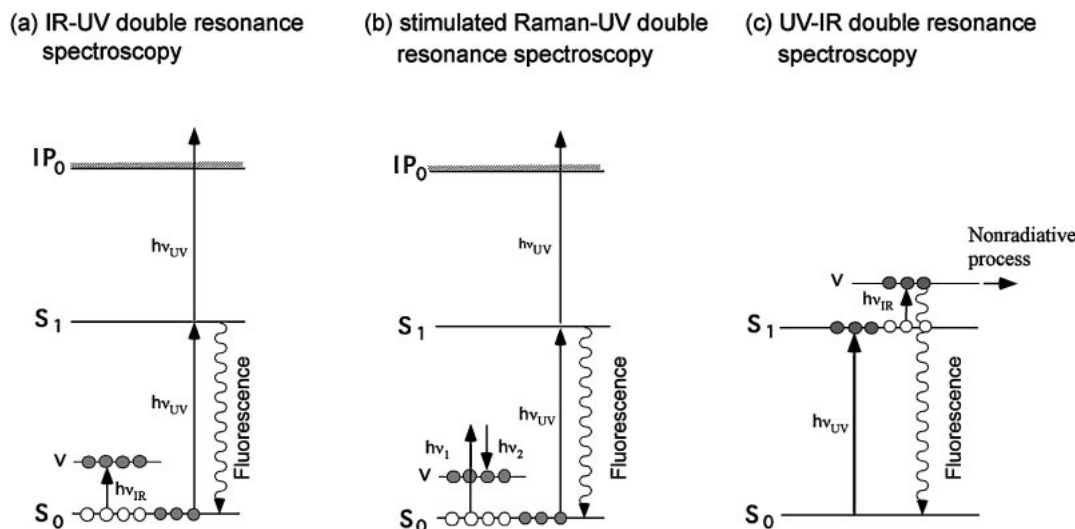 (a) IR-UV double resonance
spectroscopy
IP0
hνUV
S1
hνUV
Fluorescence
v
hνIR
S0
(b) stimulated Raman-UV double
resonance spectroscopy
IP0
hνUV
S1
hνUV
Fluorescence
hν1
hν2
v
S0
(c) UV-IR double resonance
spectroscopy
Nonradiative
process
v
hνIR
S1
hνUV
Fluorescence
S0